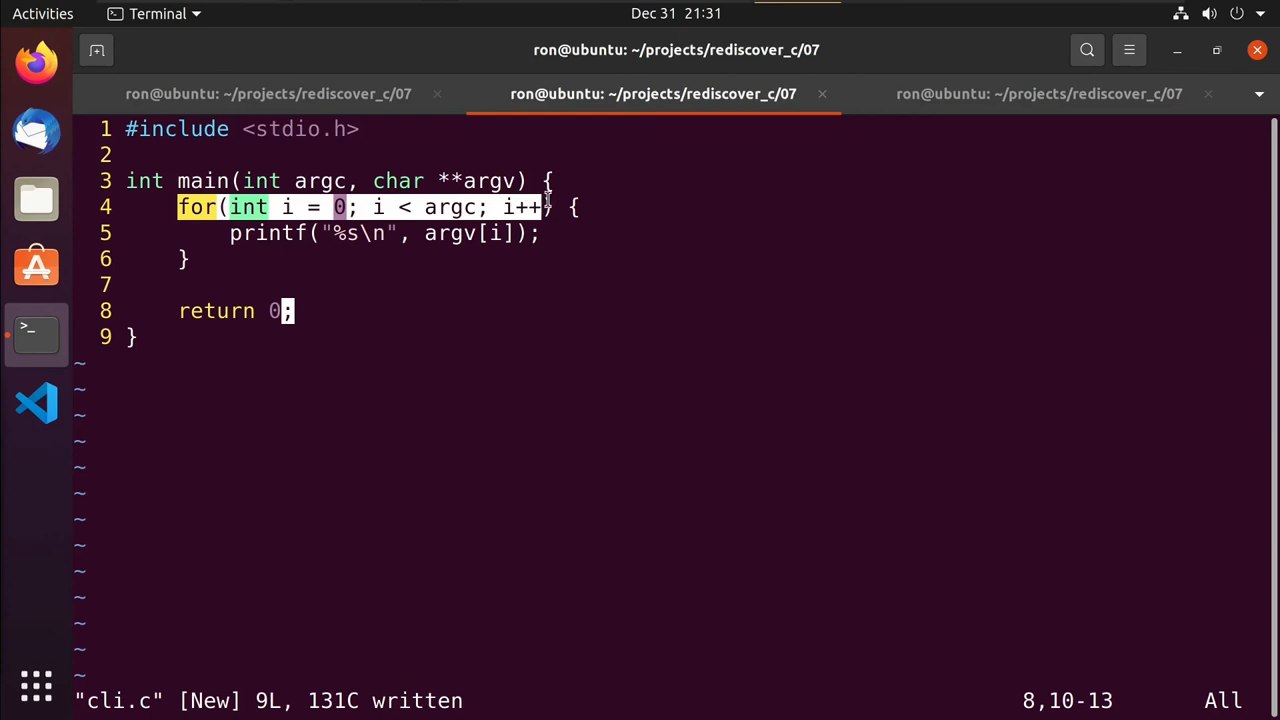 Activities Terminal Dec 31 21:31
ron@ubuntu: ~/projects/rediscover_c/07
ron@ubuntu: ~/projects/rediscover_c/07 ron@ubuntu: ~/projects/rediscover_c/07 ron@ubuntu: ~/projects/rediscover_c/07
1 #include <stdio.h>
2
3 int main(int argc, char **argv) {
4     for(int i = 0; i < argc; i++) {
5         printf("%s\n", argv[i]);
6     }
7
8     return 0;
9 }
~
~
~
~
~
~
~
~
~
~
~
~
~
"cli.c" [New] 9L, 131C written 8,10-13 All